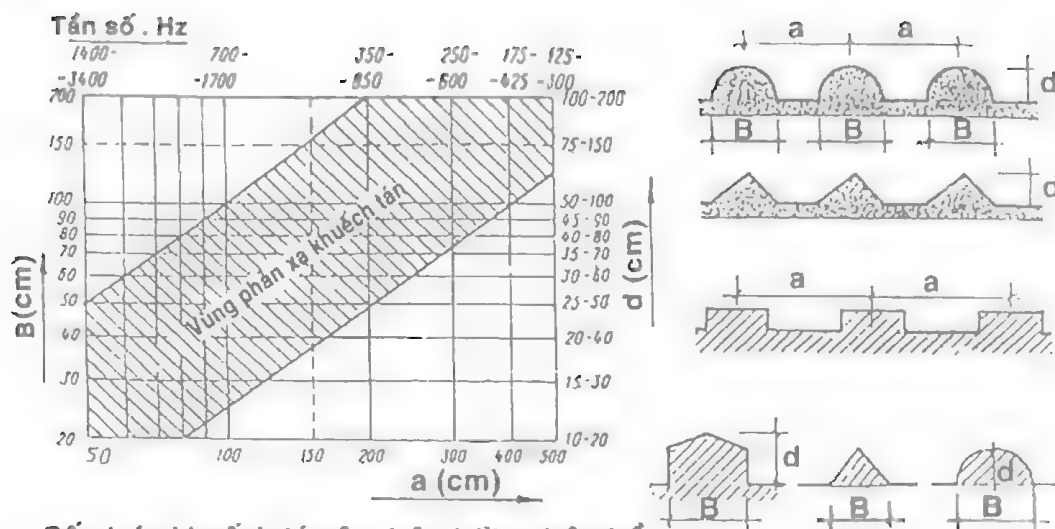 Tần số . Hz
1400- 700- 350- 250- 175- 125-
-3400 -1700 -850 -600 -425 -300
200
150
100
90
80
70
60
50
40
30
20
B (cm)
Vùng phản xạ khuếch tán
100-200
75-150
50-100
45-90
40-80
35-70
30-60
25-50
20-40
15-30
10-20
d (cm)
50 100 150 200 300 400 500
a (cm)
a a
d
B B B
d
a a
d d
B B B